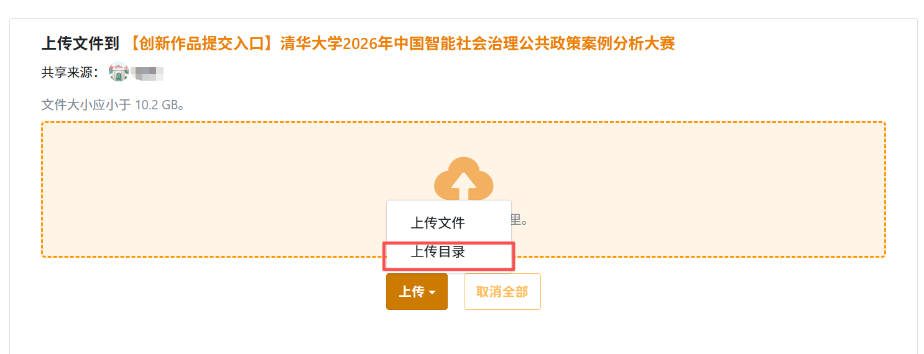 上传文件到 【创新作品提交入口】清华大学2026年中国智能社会治理公共政策案例分析大赛
共享来源：
文件大小应小于 10.2 GB。
里。
上传文件
上传目录
上传
取消全部